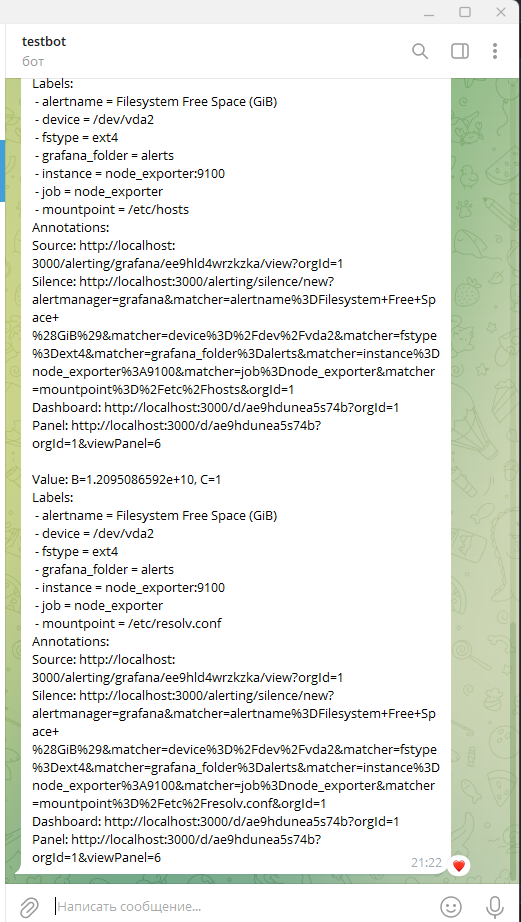 testbot
бот
Labels:
- alertname = Filesystem Free Space (GiB)
- device = /dev/vda2
- fstype = ext4
- grafana_folder = alerts
- instance = node_exporter:9100
- job = node_exporter
- mountpoint = /etc/hosts
Annotations:
Source: http://localhost:
3000/alerting/grafana/ee9hld4wrzkzka/view?orgId=1
Silence: http://localhost:3000/alerting/silence/new?
alertmanager=grafana&matcher=alertname%3DFilesystem+Free+Sp
ace+
%28GiB%29&matcher=device%3D%2Fdev%2Fvda2&matcher=fstype
%3Dext4&matcher=grafana_folder%3Dalerts&matcher=instance%3D
node_exporter%3A9100&matcher=job%3Dnode_exporter&matcher
=mountpoint%3D%2Fetc%2Fhosts&orgId=1
Dashboard: http://localhost:3000/d/ae9hdunea5s74b?orgId=1
Panel: http://localhost:3000/d/ae9hdunea5s74b?
orgId=1&viewPanel=6
Value: B=1.2095086592e+10, C=1
Labels:
- alertname = Filesystem Free Space (GiB)
- device = /dev/vda2
- fstype = ext4
- grafana_folder = alerts
- instance = node_exporter:9100
- job = node_exporter
- mountpoint = /etc/resolv.conf
Annotations:
Source: http://localhost:
3000/alerting/grafana/ee9hld4wrzkzka/view?orgId=1
Silence: http://localhost:3000/alerting/silence/new?
alertmanager=grafana&matcher=alertname%3DFilesystem+Free+Sp
ace+
%28GiB%29&matcher=device%3D%2Fdev%2Fvda2&matcher=fstype
%3Dext4&matcher=grafana_folder%3Dalerts&matcher=instance%3D
node_exporter%3A9100&matcher=job%3Dnode_exporter&matcher
=mountpoint%3D%2Fetc%2Fresolv.conf&orgId=1
Dashboard: http://localhost:3000/d/ae9hdunea5s74b?orgId=1
Panel: http://localhost:3000/d/ae9hdunea5s74b?
orgId=1&viewPanel=6
21:22
Написать сообщение...